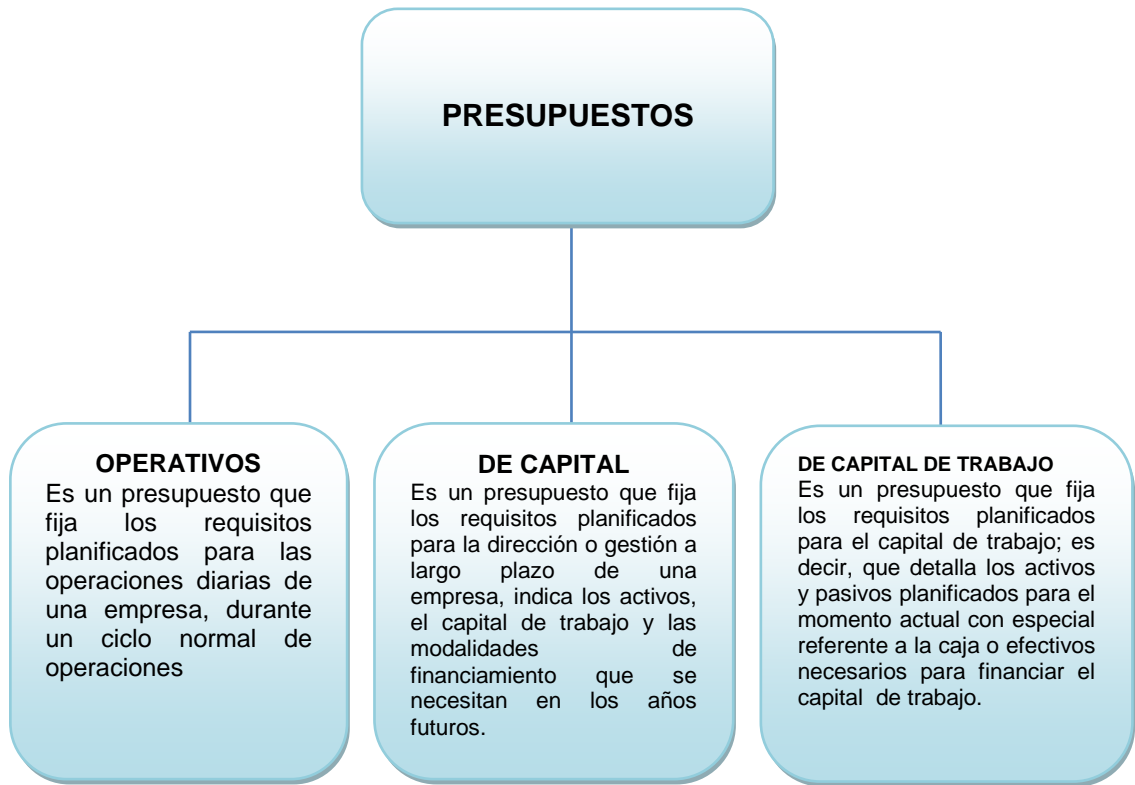 PRESUPUESTOS
OPERATIVOS
Es un presupuesto que
fija los requisitos
planificados para las
operaciones diarias de
una empresa, durante
un ciclo normal de
operaciones
DE CAPITAL
Es un presupuesto que fija
los requisitos planificados
para la dirección o gestión a
largo plazo de una
empresa, indica los activos,
el capital de trabajo y las
modalidades de
financiamiento que se
necesitan en los años
futuros.
DE CAPITAL DE TRABAJO
Es un presupuesto que fija
los requisitos planificados
para el capital de trabajo; es
decir, que detalla los activos
y pasivos planificados para el
momento actual con especial
referente a la caja o efectivos
necesarios para financiar el
capital de trabajo.